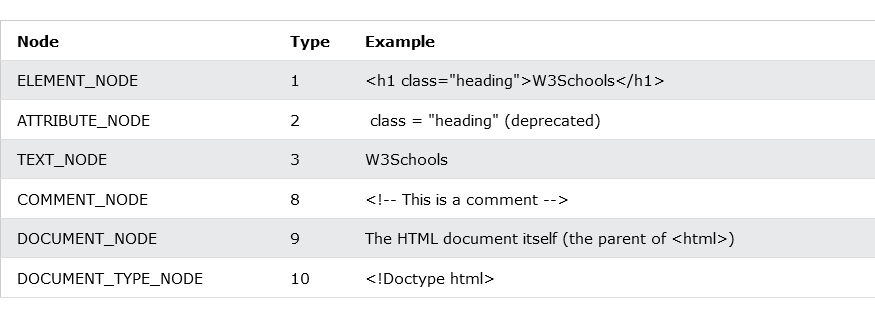 Node Type Example
ELEMENT_NODE 1 <h1 class="heading">W3Schools</h1>
ATTRIBUTE_NODE 2 class = "heading" (deprecated)
TEXT_NODE 3 W3Schools
COMMENT_NODE 8 <!-- This is a comment -->
DOCUMENT_NODE 9 The HTML document itself (the parent of <html>)
DOCUMENT_TYPE_NODE 10 <!Doctype html>